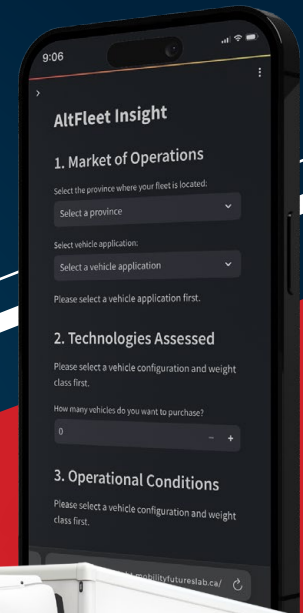 9:06
AltFleet Insight
1. Market of Operations
Select the province where your fleet is located:
Select a province
Select vehicle application:
Select a vehicle application
Please select a vehicle application first.
2. Technologies Assessed
Please select a vehicle configuration and weight
class first.
How many vehicles do you want to purchase?
0 - +
3. Operational Conditions
Please select a vehicle configuration and weight
class first.
mobilityfutureslab.ca/